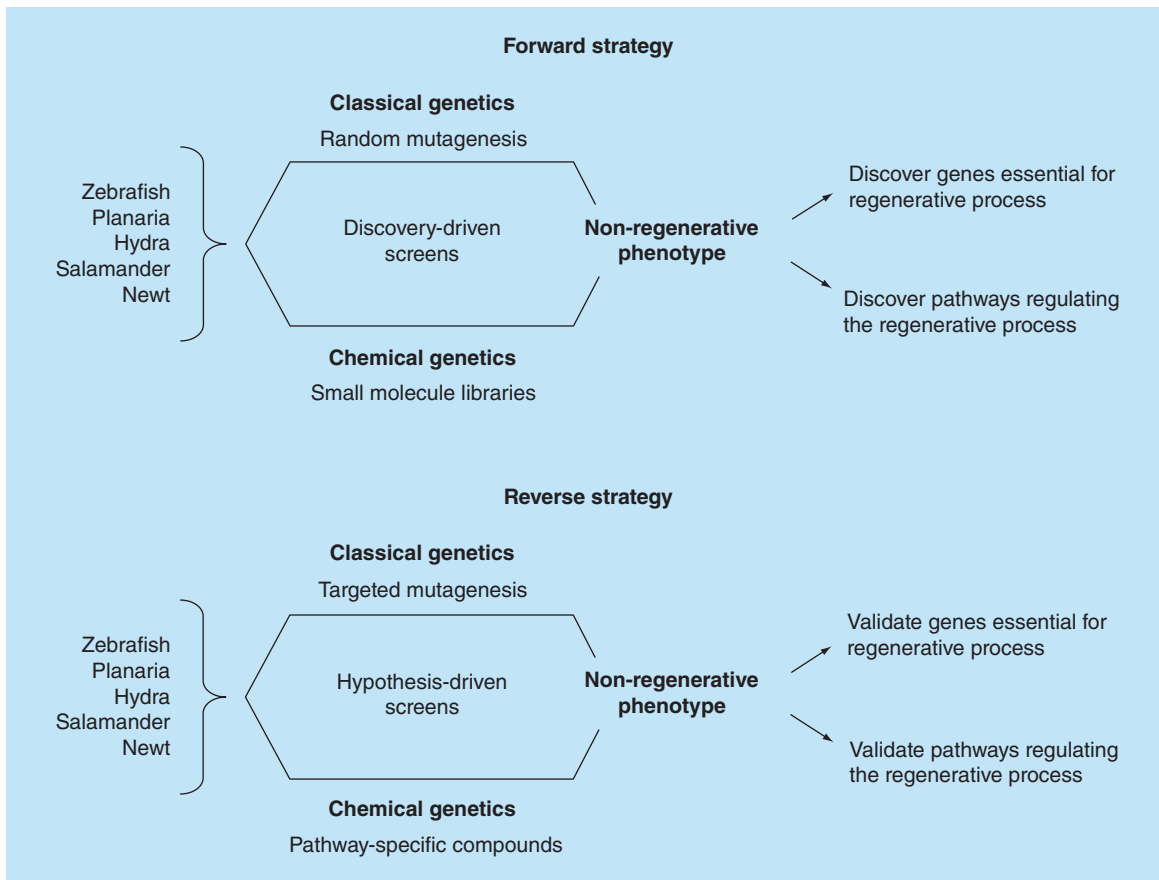 Forward strategy
Classical genetics
Random mutagenesis
Zebrafish
Planaria
Hydra
Salamander
Newt
Discovery-driven
screens
Non-regenerative
phenotype
Discover genes essential for
regenerative process
Discover pathways regulating
the regenerative process
Chemical genetics
Small molecule libraries
Reverse strategy
Classical genetics
Targeted mutagenesis
Zebrafish
Planaria
Hydra
Salamander
Newt
Hypothesis-driven
screens
Non-regenerative
phenotype
Validate genes essential for
regenerative process
Validate pathways regulating
the regenerative process
Chemical genetics
Pathway-specific compounds